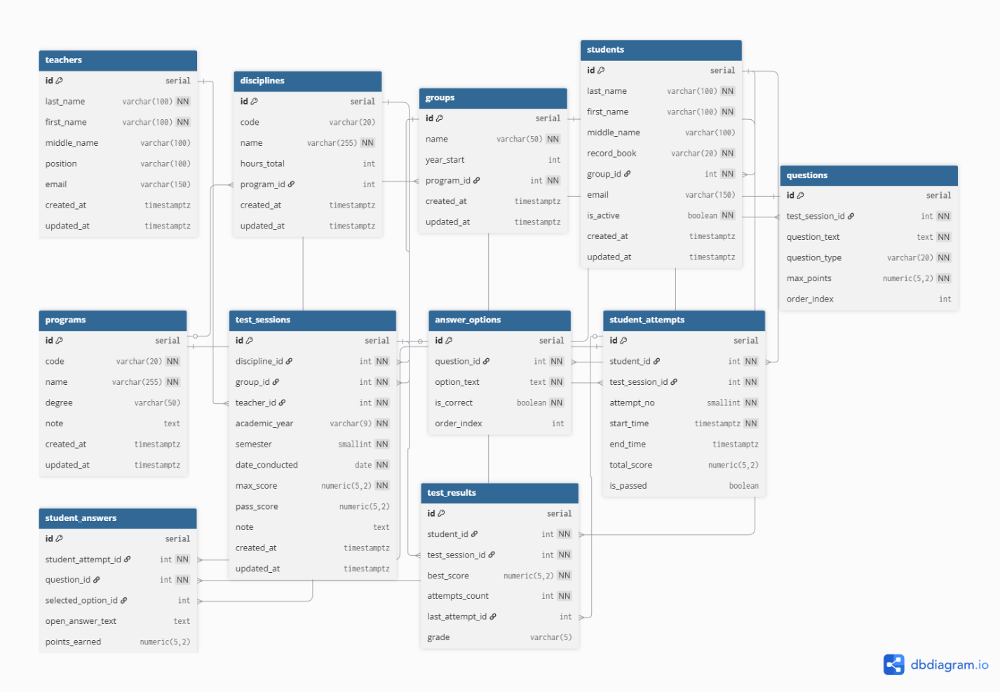 teachers
id serial
last_name varchar(100) NN
first_name varchar(100) NN
middle_name varchar(100)
position varchar(100)
email varchar(150)
created_at timestamptz
updated_at timestamptz
disciplines
id serial
code varchar(20)
name varchar(255) NN
hours_total int
program_id int
created_at timestamptz
updated_at timestamptz
groups
id serial
name varchar(50) NN
year_start int
program_id int NN
created_at timestamptz
updated_at timestamptz
students
id serial
last_name varchar(100) NN
first_name varchar(100) NN
middle_name varchar(100)
record_book varchar(20) NN
group_id int NN
email varchar(150)
is_active boolean NN
created_at timestamptz
updated_at timestamptz
questions
id serial
test_session_id int NN
question_text text NN
question_type varchar(20) NN
max_points numeric(5,2) NN
order_index int
programs
id serial
code varchar(20) NN
name varchar(255) NN
degree varchar(50)
note text
created_at timestamptz
updated_at timestamptz
test_sessions
id serial
discipline_id int NN
group_id int NN
teacher_id int NN
academic_year varchar(9) NN
semester smallint NN
date_conducted date NN
max_score numeric(5,2) NN
pass_score numeric(5,2)
note text
created_at timestamptz
updated_at timestamptz
answer_options
id serial
question_id int NN
option_text text NN
is_correct boolean NN
order_index int
student_attempts
id serial
student_id int NN
test_session_id int NN
attempt_no smallint NN
start_time timestamptz NN
end_time timestamptz
total_score numeric(5,2)
is_passed boolean
student_answers
id serial
student_attempt_id int NN
question_id int NN
selected_option_id int
open_answer_text text
points_earned numeric(5,2)
test_results
id serial
student_id int NN
test_session_id int NN
best_score numeric(5,2) NN
attempts_count int NN
last_attempt_id int
grade varchar(5)
dbdiagram.io